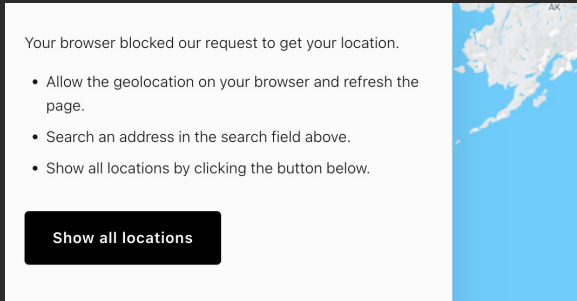 AK
Your browser blocked our request to get your location.
• Allow the geolocation on your browser and refresh the
page.
• Search an address in the search field above.
• Show all locations by clicking the button below.
Show all locations